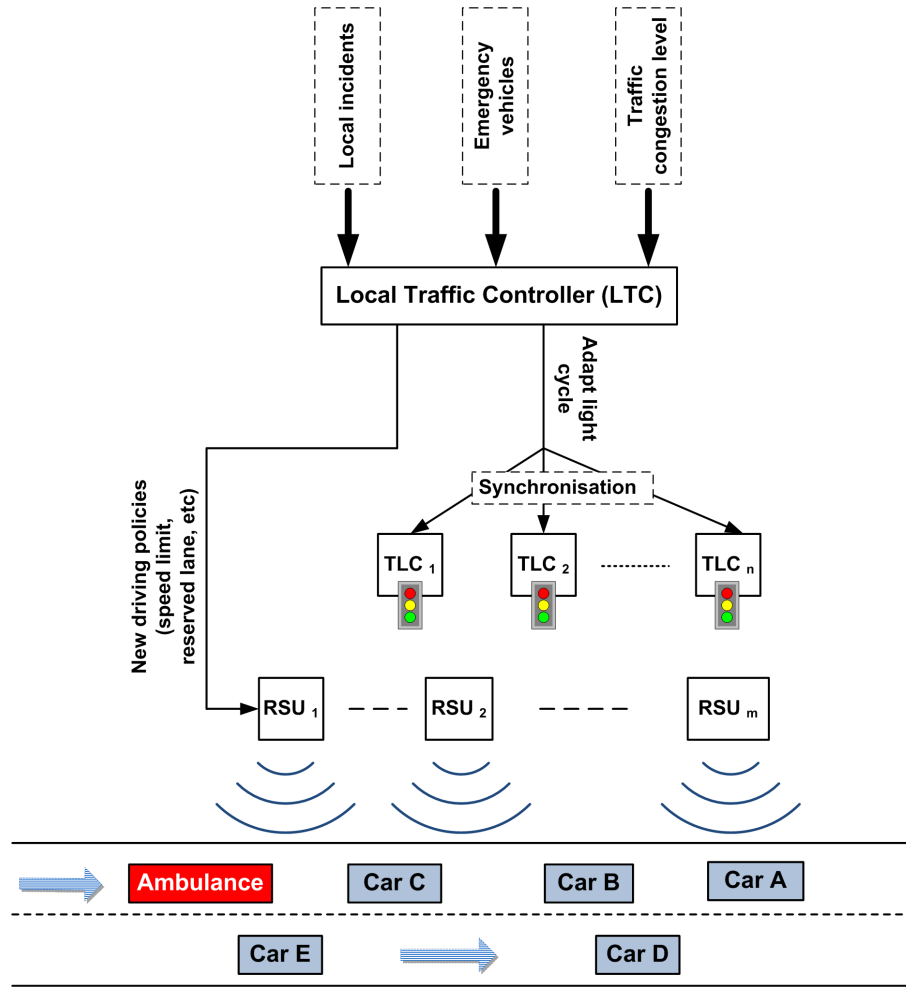 Local incidents
Emergency
vehicles
Traffic
congestion level
Local Traffic Controller (LTC)
Adapt light
cycle
Synchronisation
New driving policies
(speed limit,
reserved lane, etc)
TLC 1
TLC 2
TLC n
RSU 1
RSU 2
RSU m
Ambulance
Car C
Car B
Car A
Car E
Car D